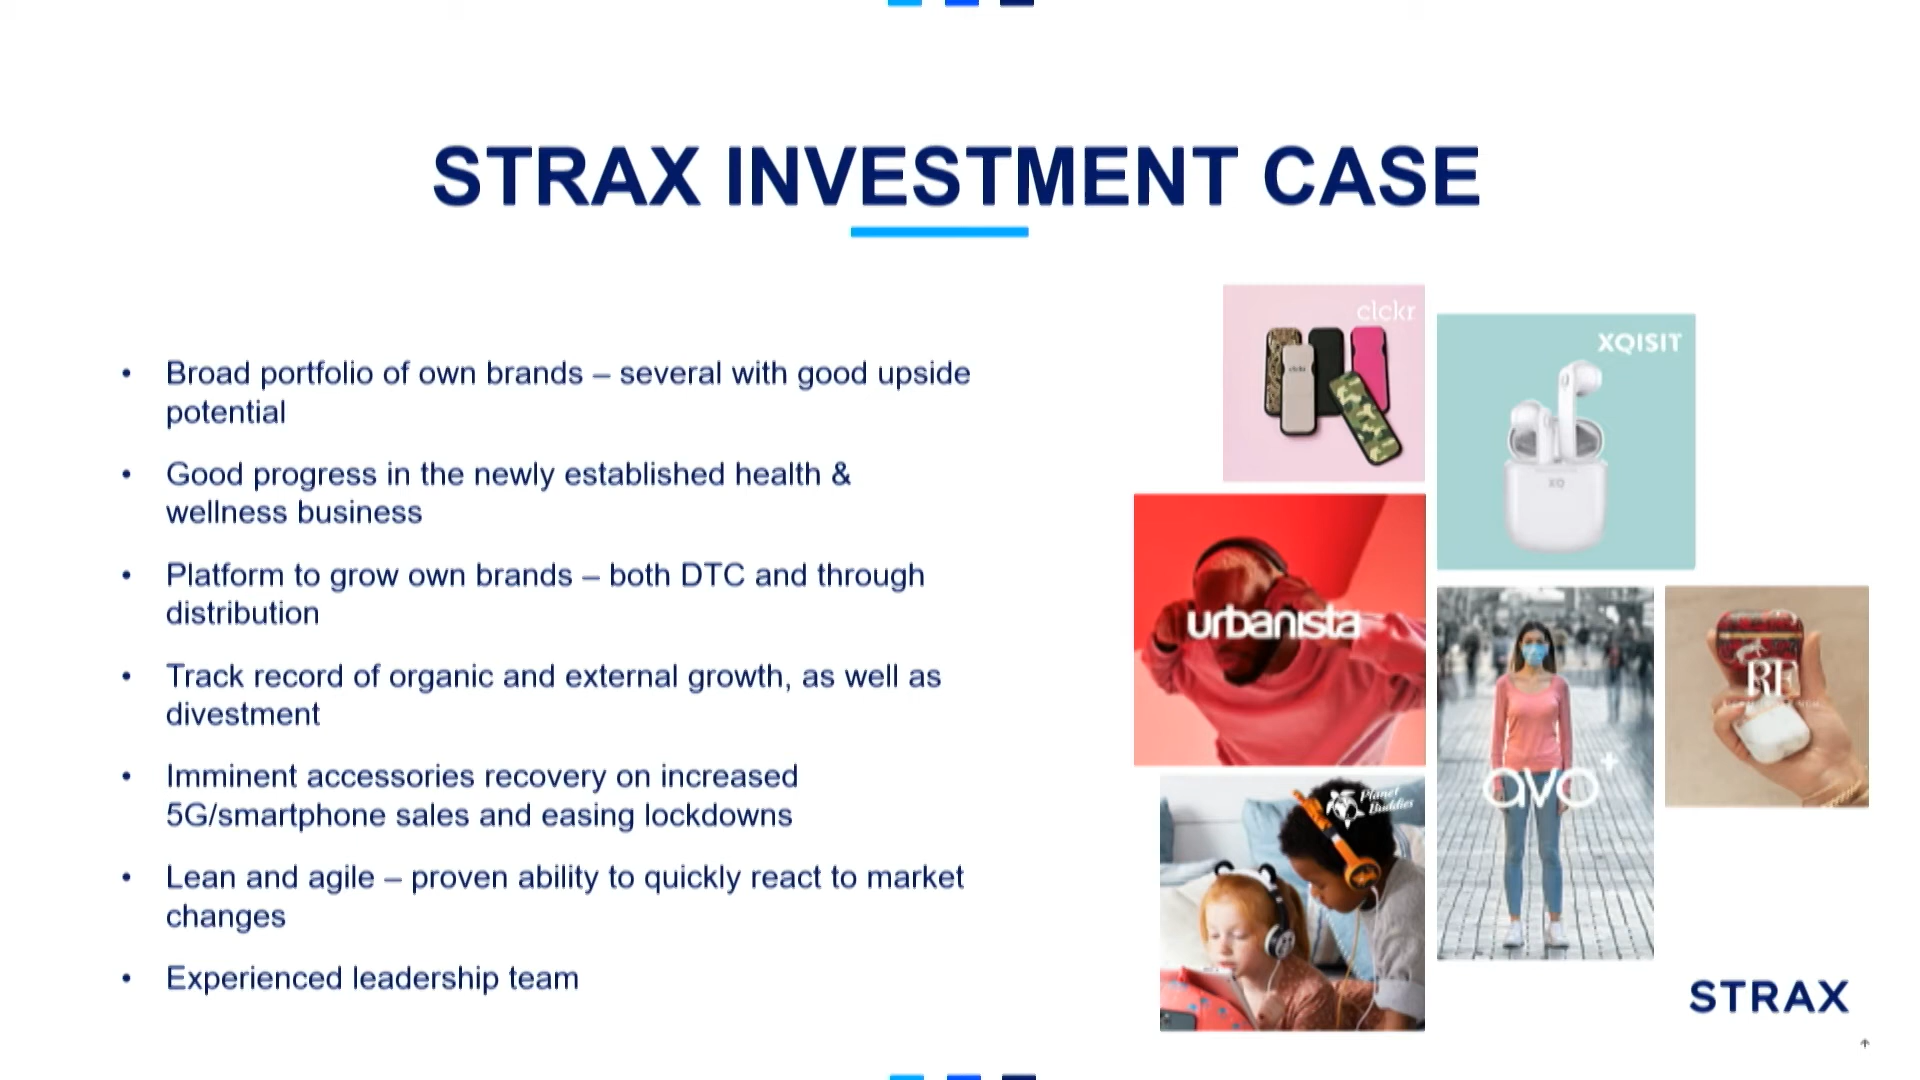 STRAX INVESTMENT CASE
• Broad portfolio of own brands – several with good upside
potential
• Good progress in the newly established health &
wellness business
• Platform to grow own brands – both DTC and through
distribution
• Track record of organic and external growth, as well as
divestment
• Imminent accessories recovery on increased
5G/smartphone sales and easing lockdowns
• Lean and agile – proven ability to quickly react to market
changes
• Experienced leadership team
clckr
clckr
XQISIT
XQ
urbanista
avo+
RF
Planet
Buddies
STRAX